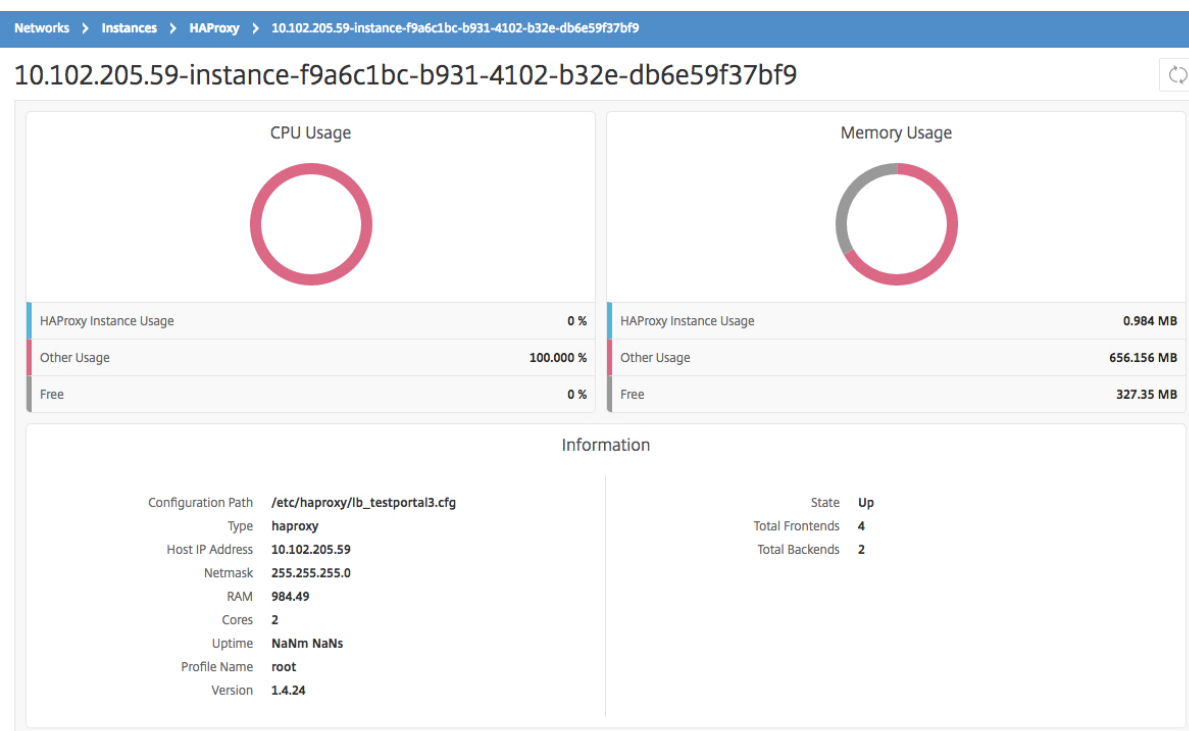 Networks > Instances > HAProxy > 10.102.205.59-instance-f9a6c1bc-b931-4102-b32e-db6e59f37bf9
10.102.205.59-instance-f9a6c1bc-b931-4102-b32e-db6e59f37bf9
CPU Usage
HAProxy Instance Usage 0 %
Other Usage 100.000 %
Free 0 %
Memory Usage
HAProxy Instance Usage 0.984 MB
Other Usage 656.156 MB
Free 327.35 MB
Information
Configuration Path /etc/haproxy/lb_testportal3.cfg
Type haproxy
Host IP Address 10.102.205.59
Netmask 255.255.255.0
RAM 984.49
Cores 2
Uptime NaNm NaNs
Profile Name root
Version 1.4.24
State Up
Total Frontends 4
Total Backends 2